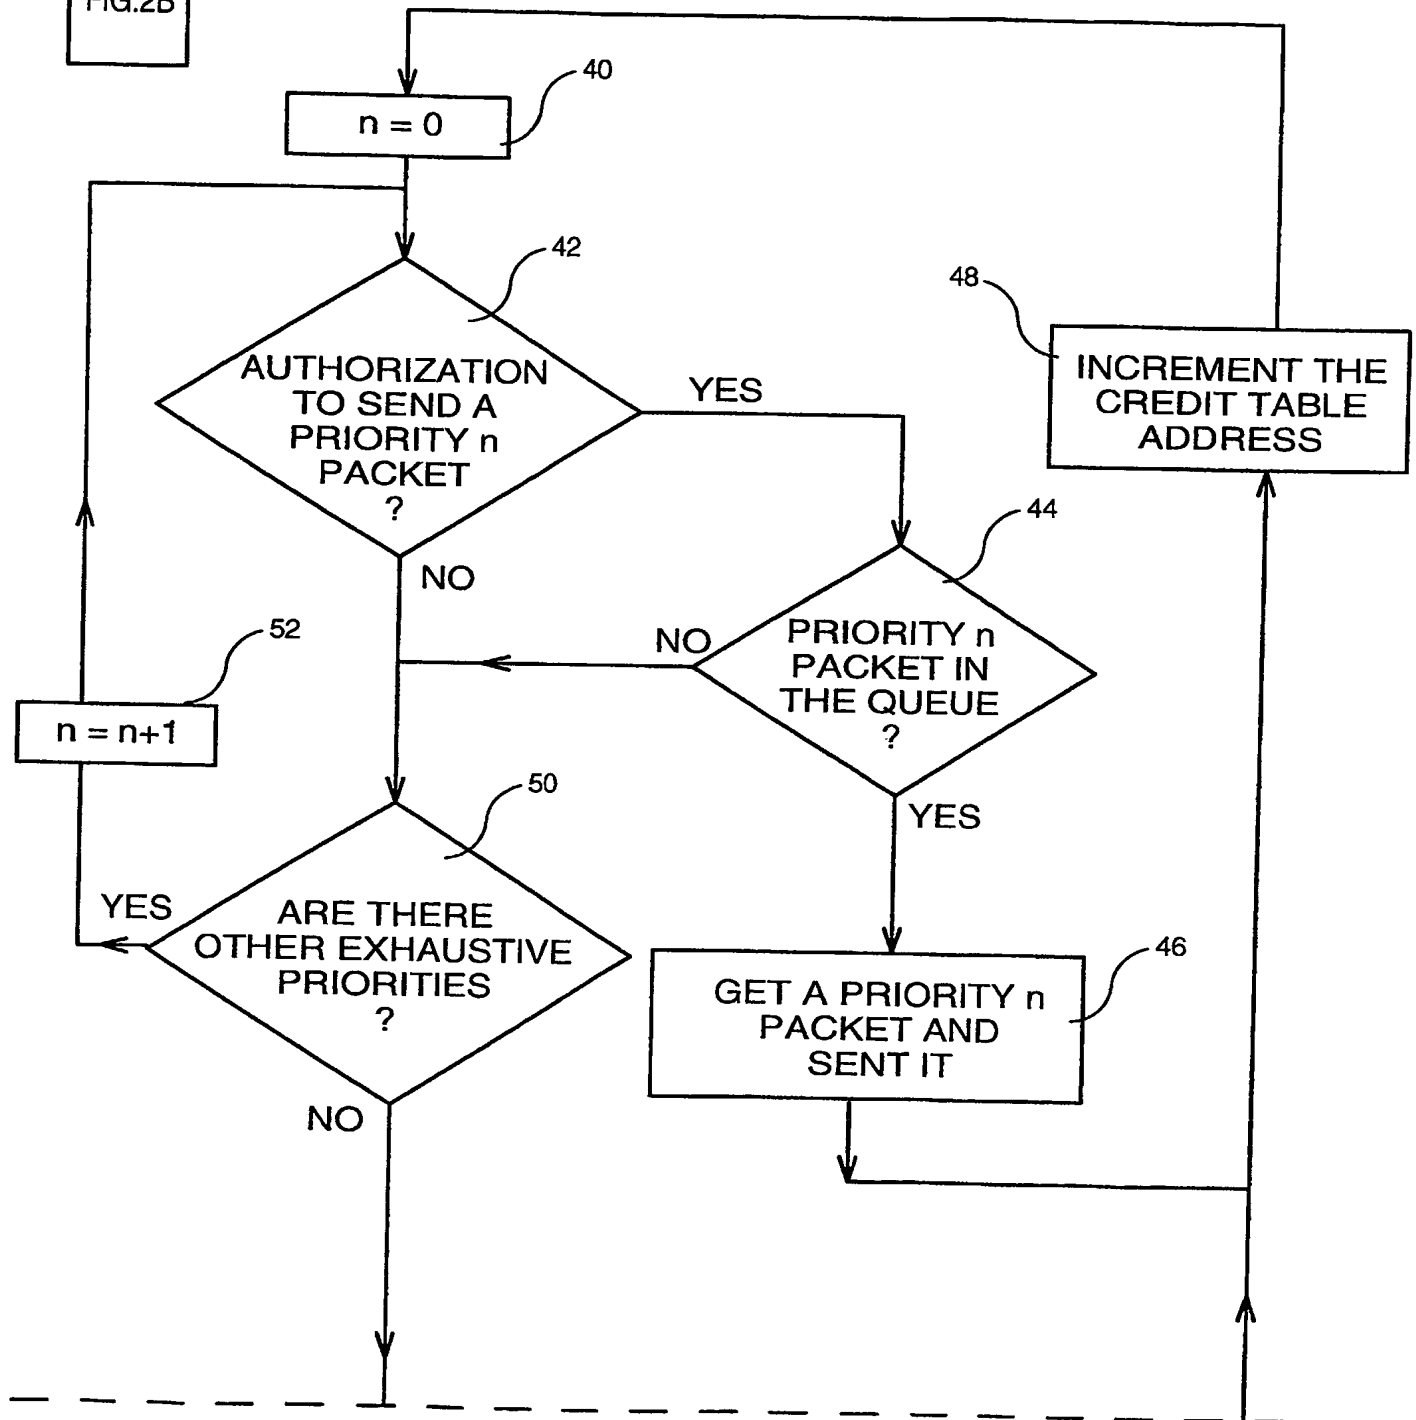 FIG.2B
40
n = 0
42
AUTHORIZATION
TO SEND A
PRIORITY n
PACKET
?
YES
NO
48
INCREMENT THE
CREDIT TABLE
ADDRESS
44
PRIORITY n
PACKET IN
THE QUEUE
?
NO
YES
52
n = n+1
50
ARE THERE
OTHER EXHAUSTIVE
PRIORITIES
?
YES
NO
46
GET A PRIORITY n
PACKET AND
SENT IT